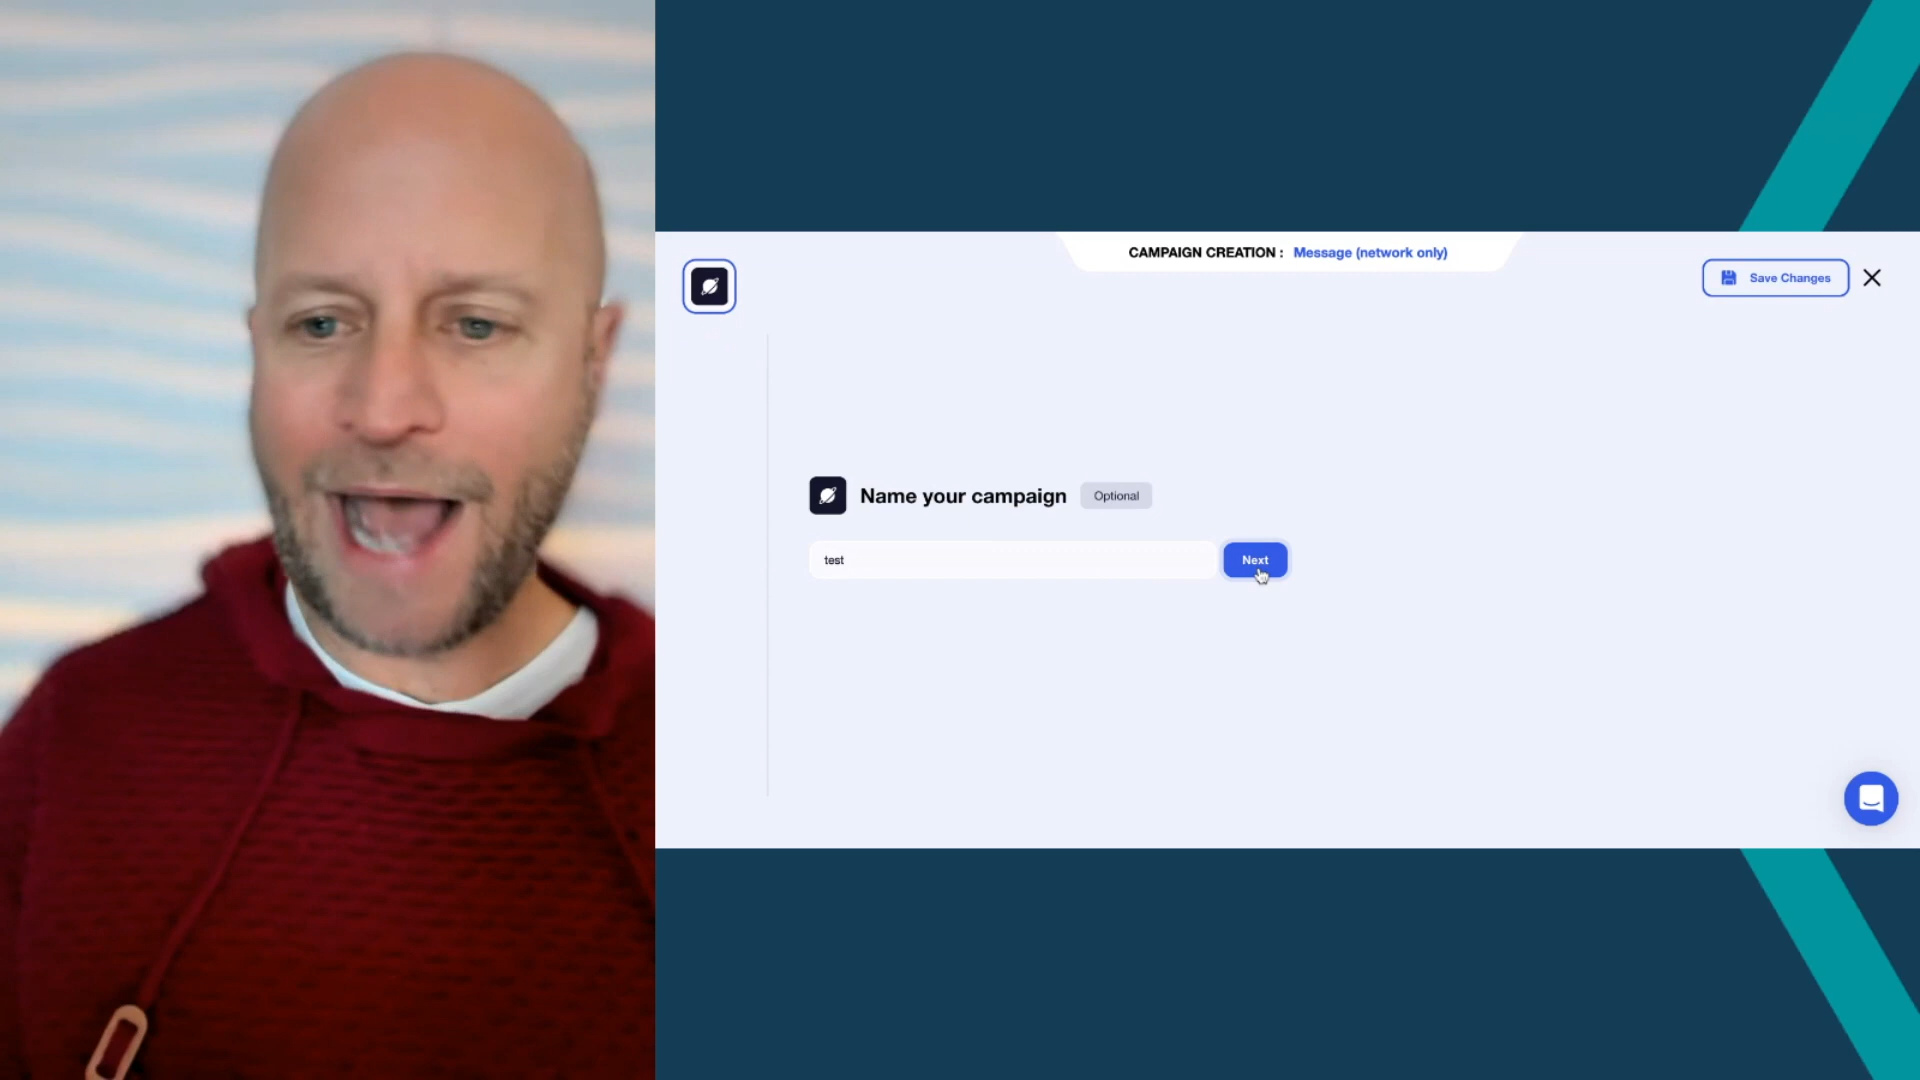 CAMPAIGN CREATION : Message (network only)
Save Changes
Name your campaign Optional
test Next